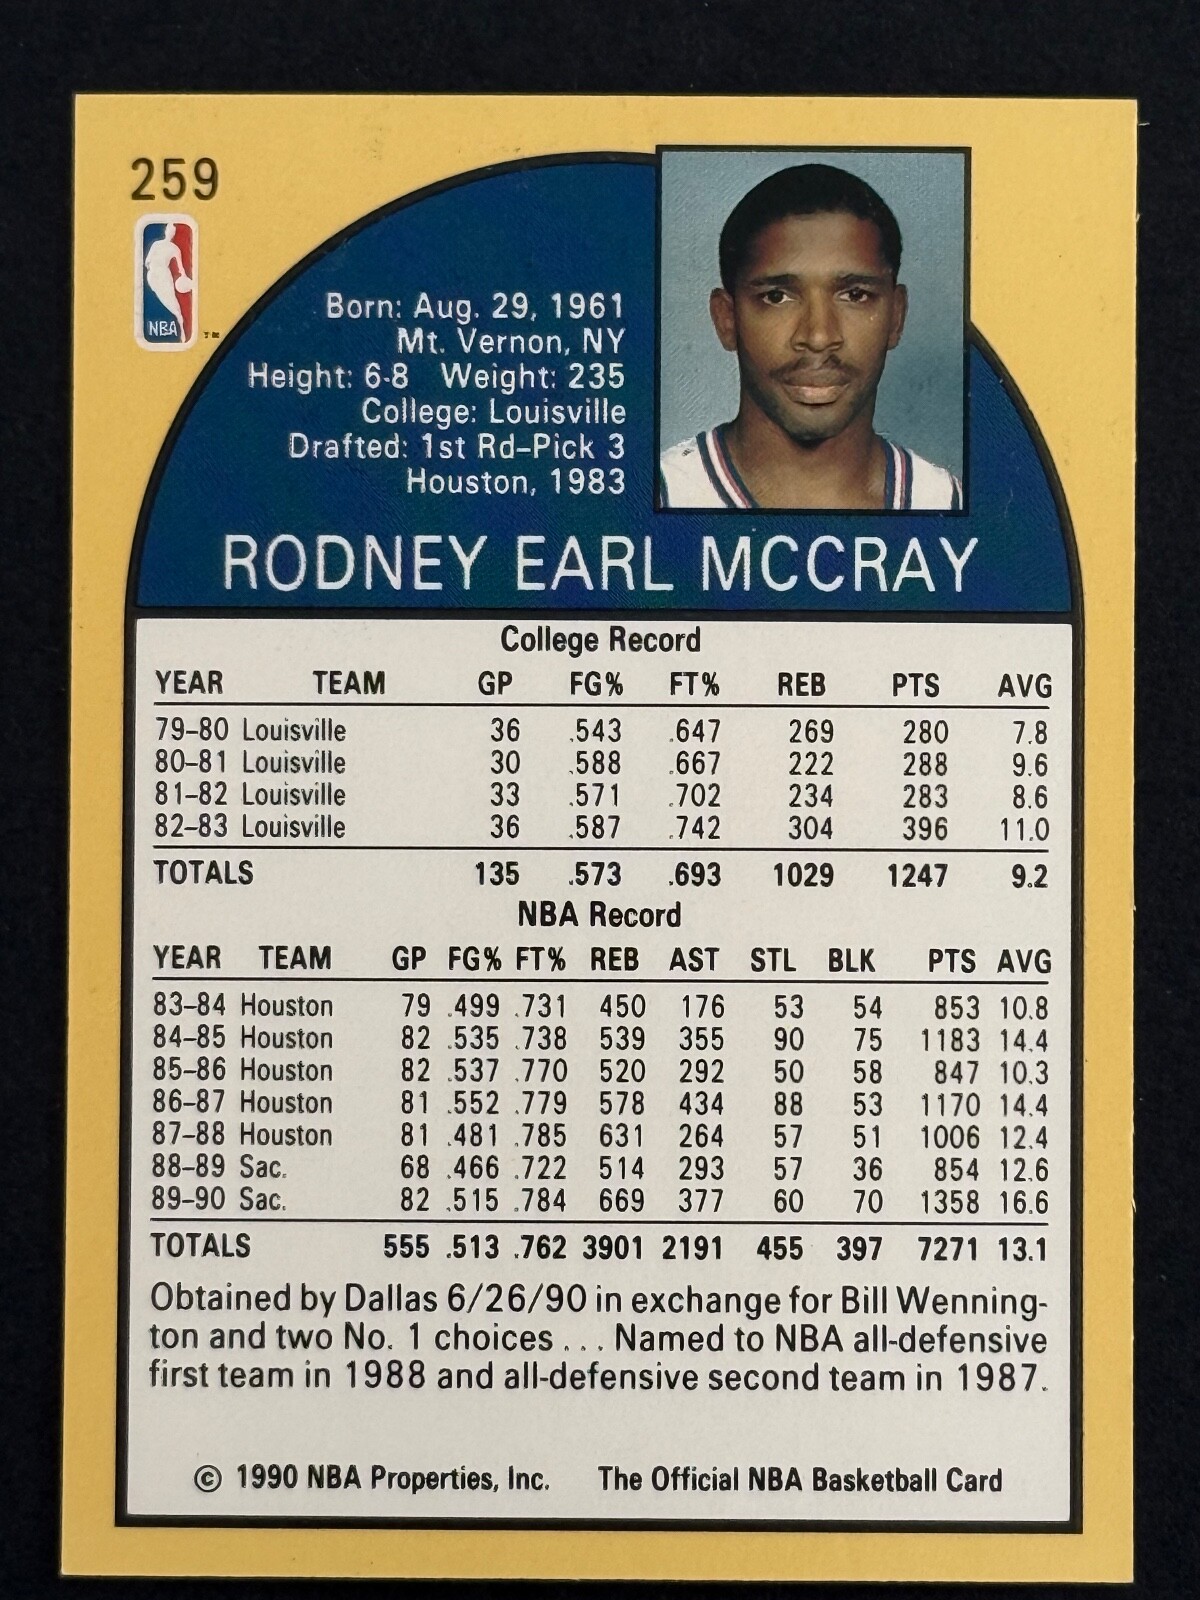 259
NBA
TM
Born: Aug. 29, 1961
Mt. Vernon, NY
Height: 6-8 Weight: 235
College: Louisville
Drafted: 1st Rd-Pick 3
Houston, 1983
RODNEY EARL MCCRAY
College Record
YEAR TEAM GP FG% FT% REB PTS AVG
79-80 Louisville 36 .543 .647 269 280 7.8
80-81 Louisville 30 .588 .667 222 288 9.6
81-82 Louisville 33 .571 .702 234 283 8.6
82-83 Louisville 36 .587 .742 304 396 11.0
TOTALS 135 .573 .693 1029 1247 9.2
NBA Record
YEAR TEAM GP FG% FT% REB AST STL BLK PTS AVG
83-84 Houston 79 .499 .731 450 176 53 54 853 10.8
84-85 Houston 82 .535 .738 539 355 90 75 1183 14.4
85-86 Houston 82 .537 .770 520 292 50 58 847 10.3
86-87 Houston 81 .552 .779 578 434 88 53 1170 14.4
87-88 Houston 81 .481 .785 631 264 57 51 1006 12.4
88-89 Sac. 68 .466 .722 514 293 57 36 854 12.6
89-90 Sac. 82 .515 .784 669 377 60 70 1358 16.6
TOTALS 555 .513 .762 3901 2191 455 397 7271 13.1
Obtained by Dallas 6/26/90 in exchange for Bill Wenning-
ton and two No. 1 choices . . . Named to NBA all-defensive
first team in 1988 and all-defensive second team in 1987.
© 1990 NBA Properties, Inc. The Official NBA Basketball Card